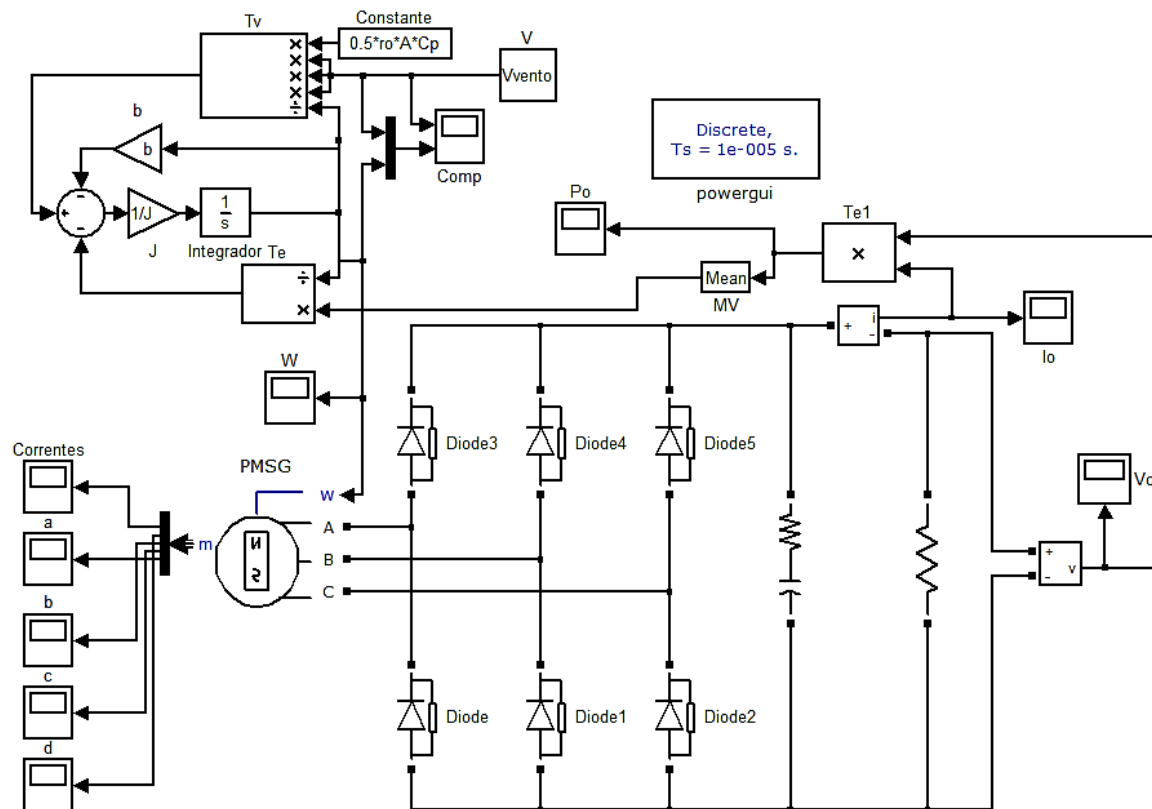 Tv
Constante
0.5*ro*A*Cp
V
Vvento
×
×
×
×
÷
b
b
Comp
Discrete,
Ts = 1e-005 s.
powergui
+
-
-
1/J
J
1
s
Integrador
Te
÷
×
Po
Mean
MV
Te1
×
+
i
-
Io
W
Diode3
Diode4
Diode5
Correntes
a
b
c
d
m
PMSG
N
S
w
A
B
C
Vo
+
-
v
Diode
Diode1
Diode2